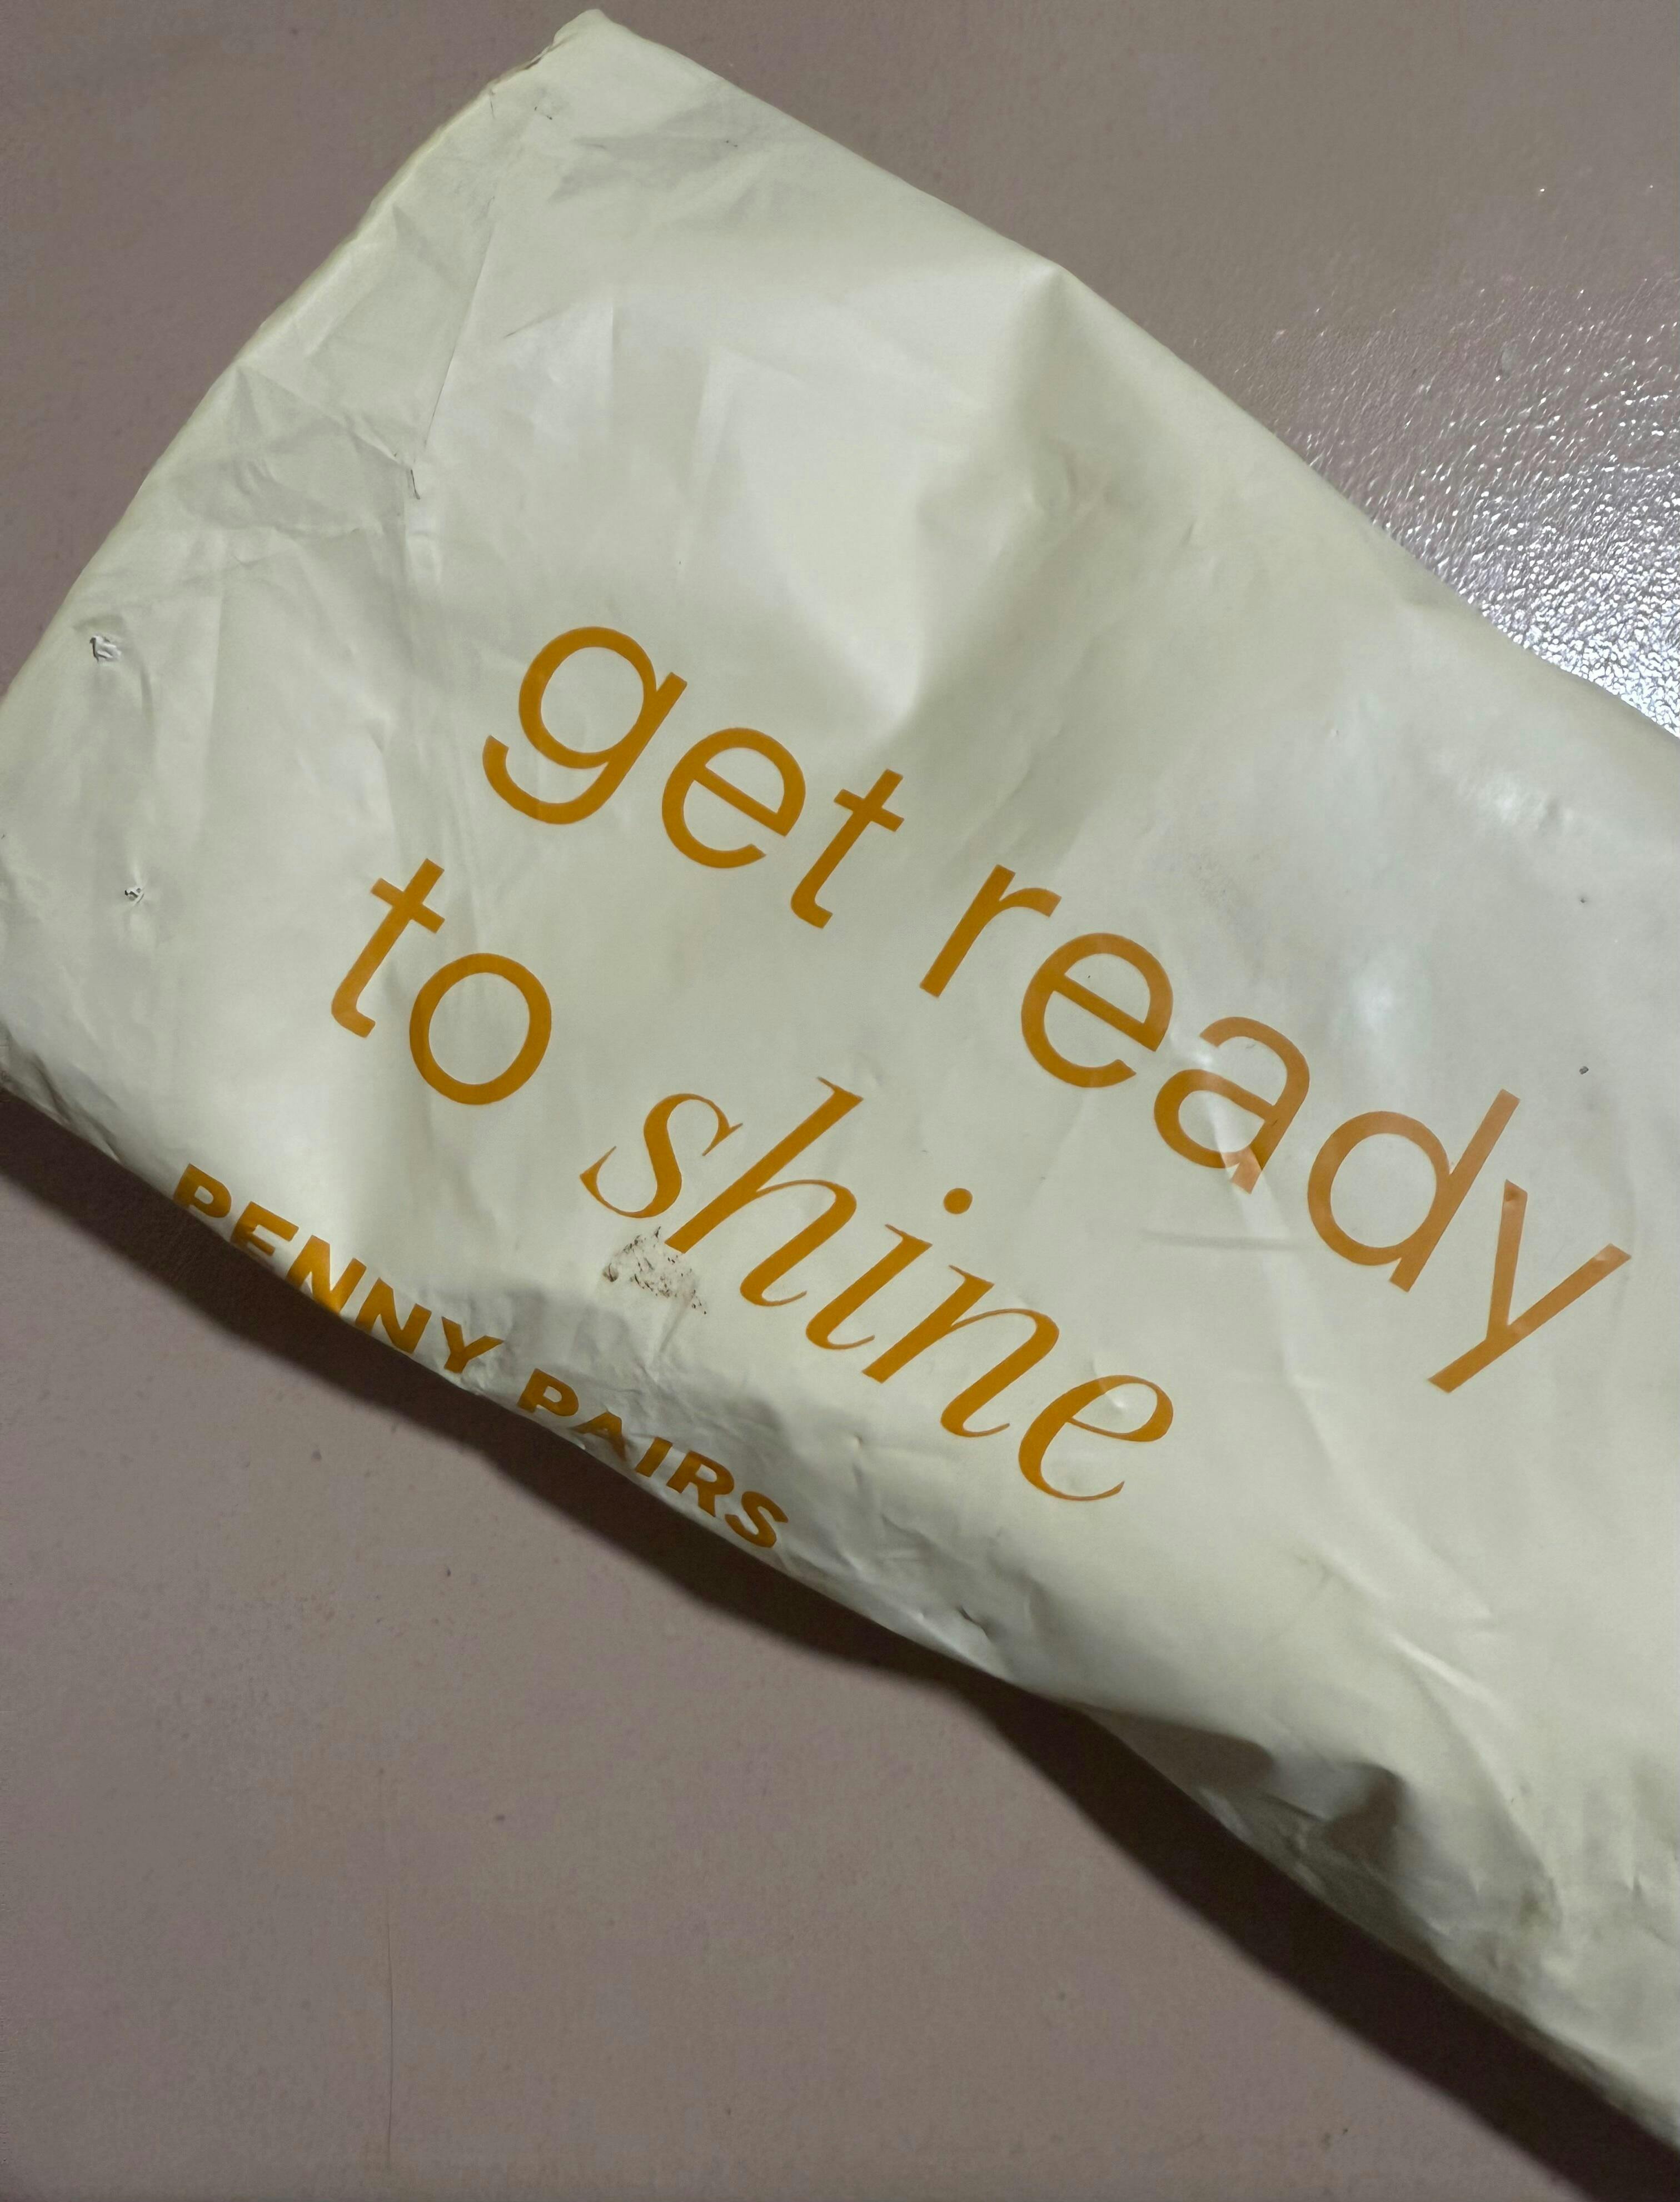 get ready
to shine
PENNY PAIRS